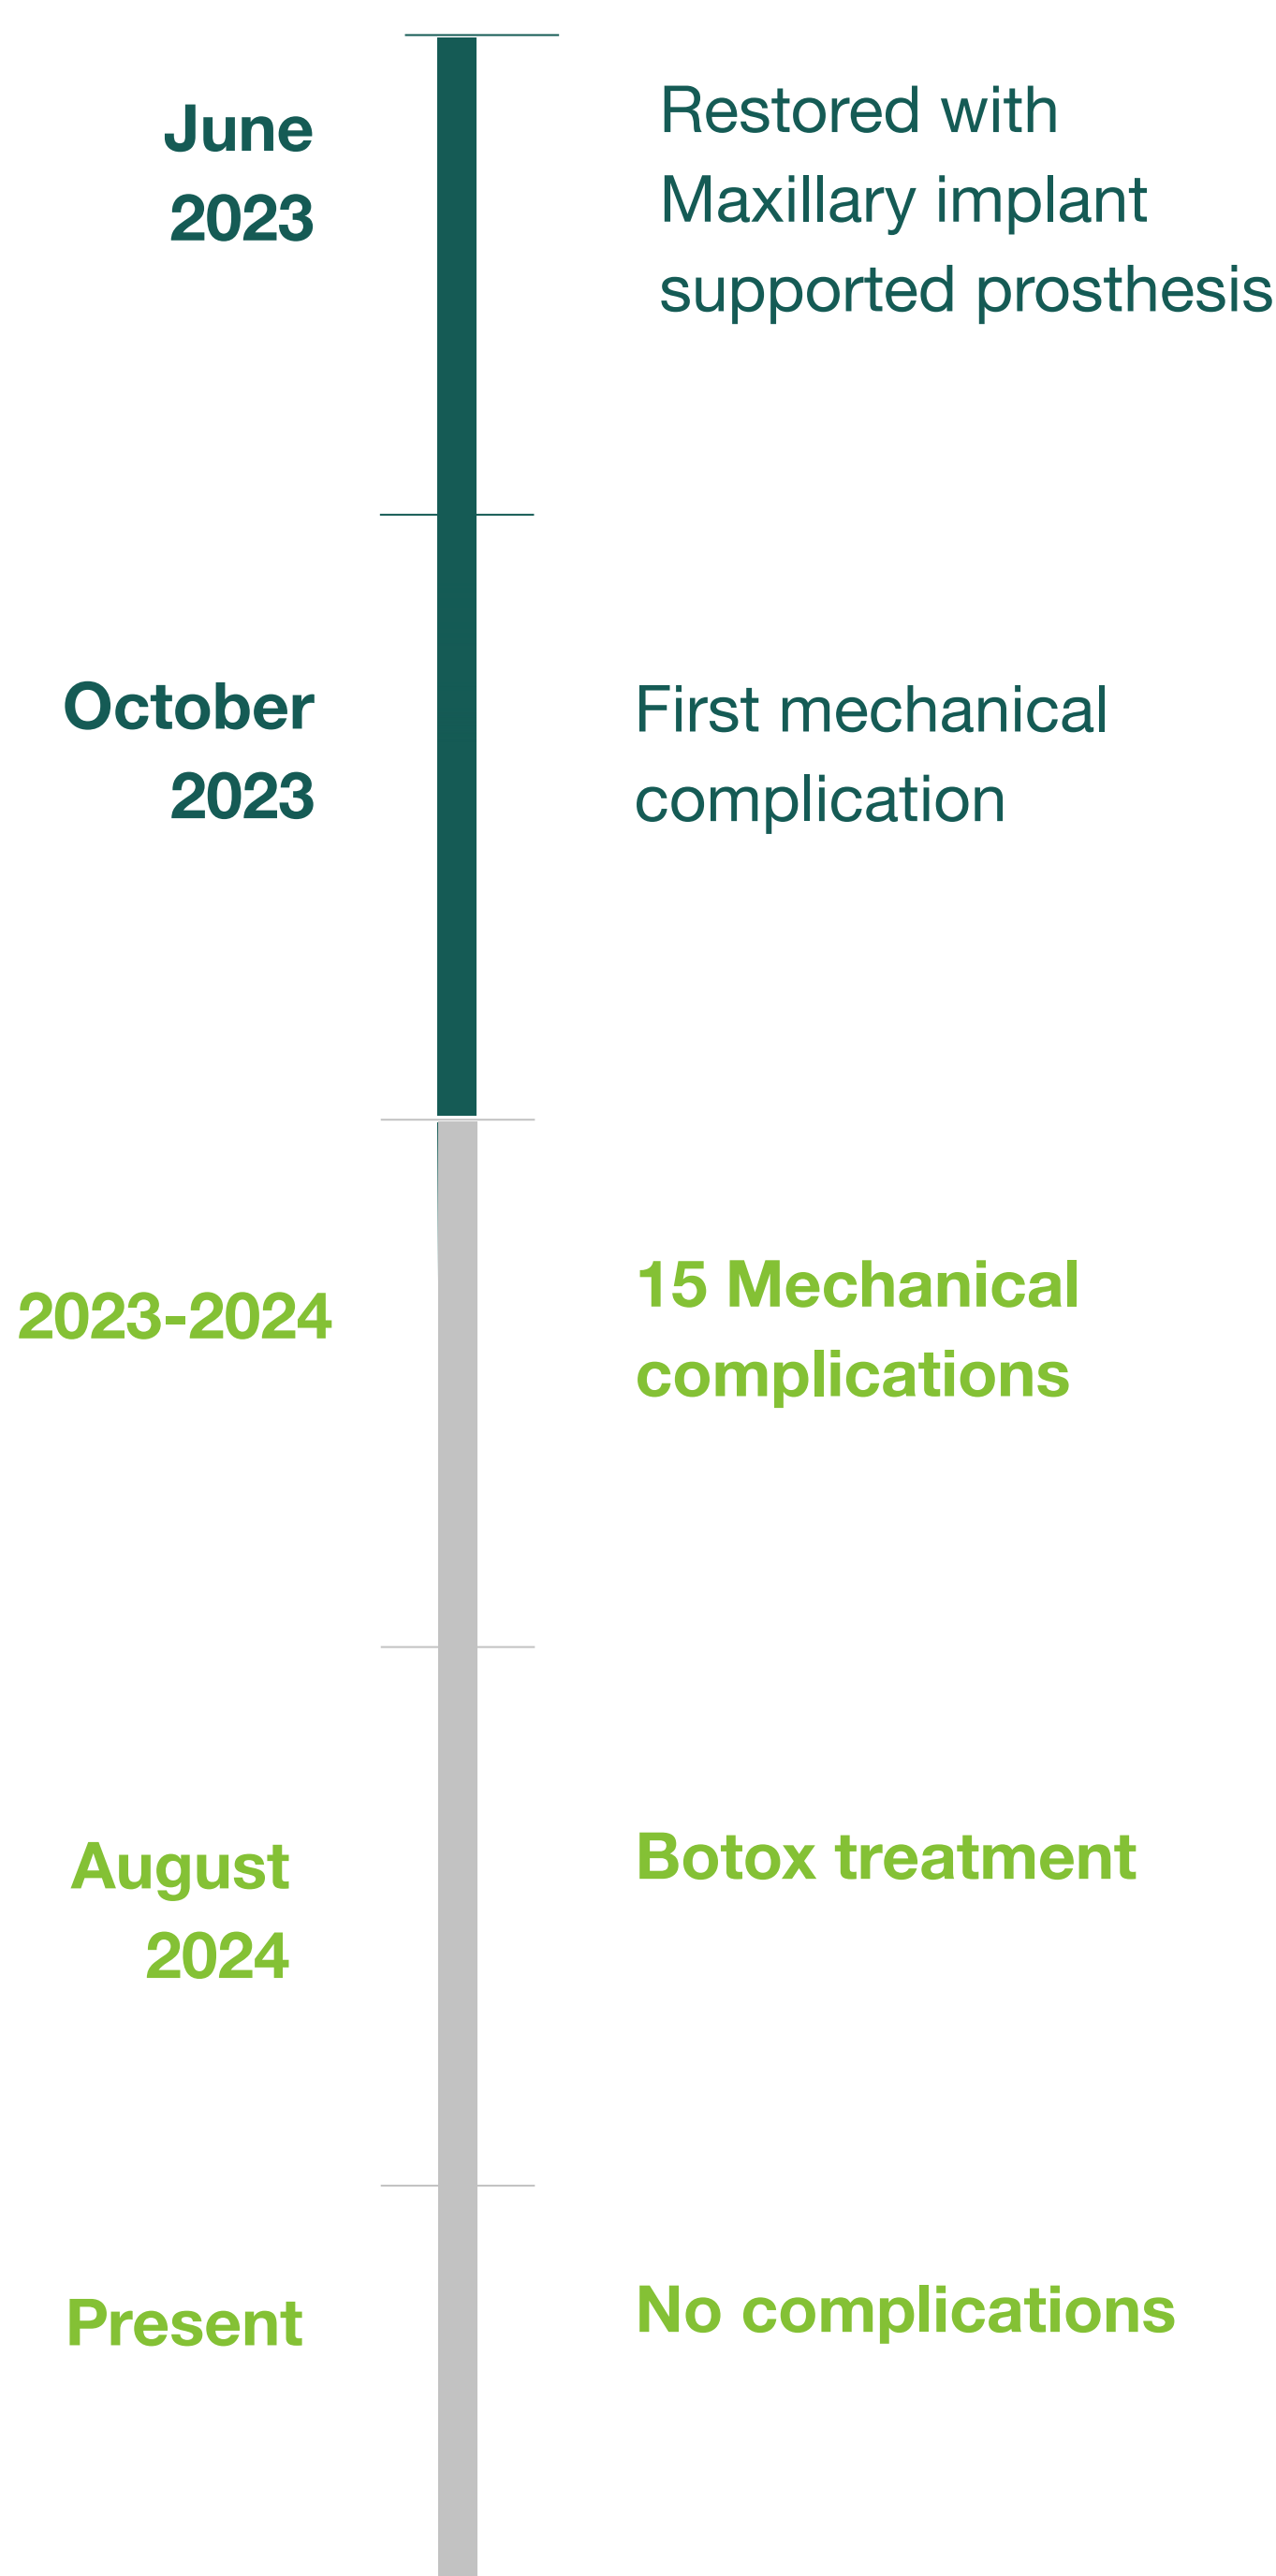 June
2023
Restored with
Maxillary implant
supported prosthesis
October
2023
First mechanical
complication
2023-2024
15 Mechanical
complications
August
2024
Botox treatment
Present
No complications